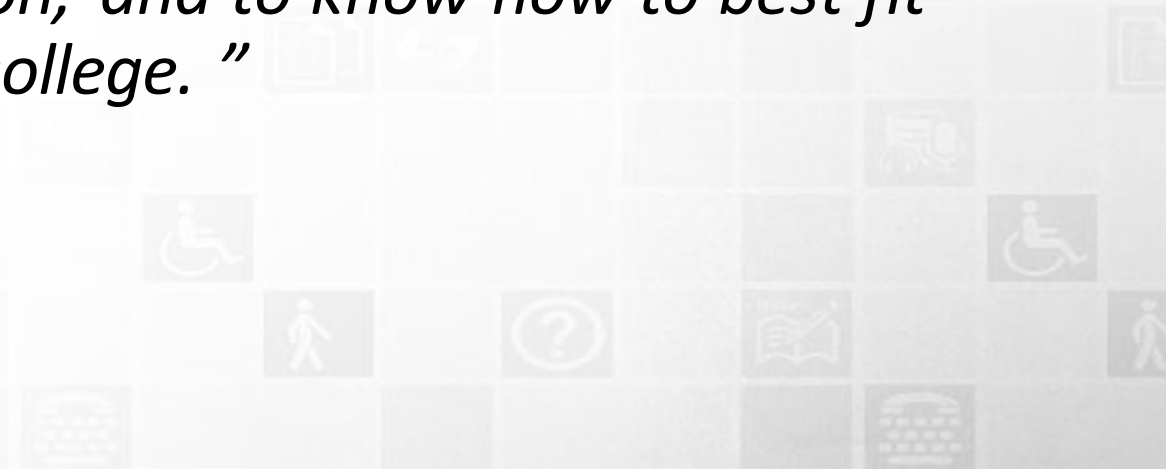 on, and to know how to best fit
ollege. ”
?